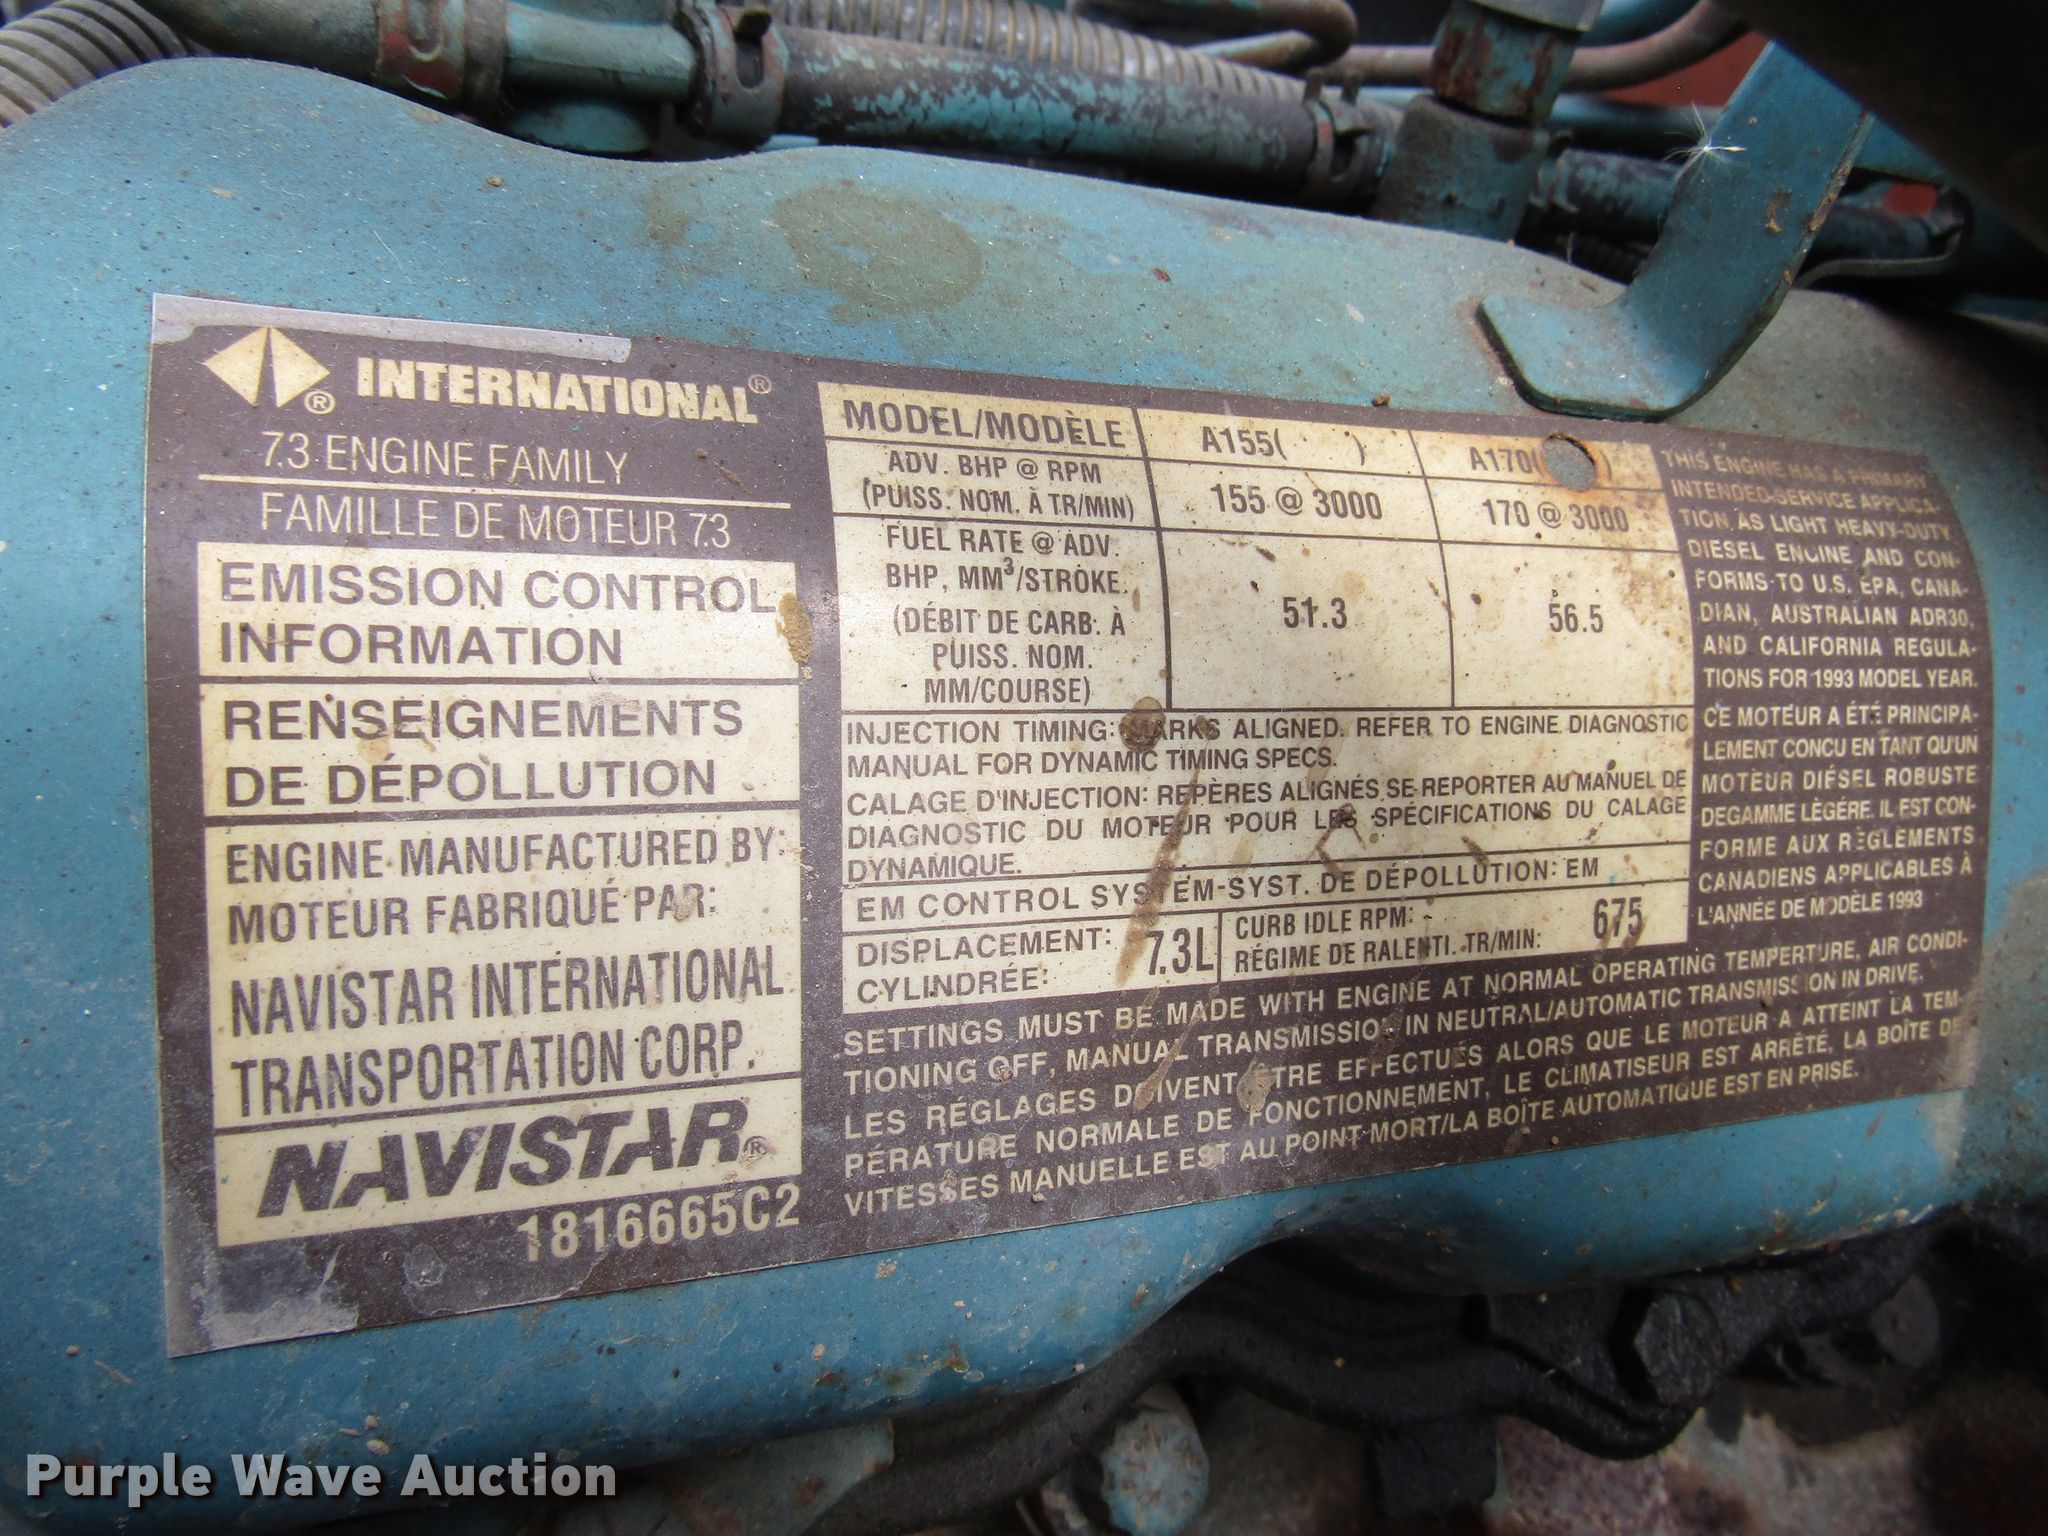 INTERNATIONAL®
®
7.3 ENGINE FAMILY
FAMILLE DE MOTEUR 7.3
EMISSION CONTROL
INFORMATION
RENSEIGNEMENTS
DE DÉPOLLUTION
ENGINE MANUFACTURED BY:
MOTEUR FABRIQUÉ PAR:
NAVISTAR INTERNATIONAL
TRANSPORTATION CORP.
NAVISTAR®
1816665C2
MODEL/MODÈLE A155( ) A170( )
ADV. BHP @ RPM
(PUISS. NOM. À TR/MIN) 155 @ 3000 170 @ 3000
FUEL RATE @ ADV.
BHP, MM³/STROKE.
(DÉBIT DE CARB. À
PUISS. NOM.
MM/COURSE)
51.3 56.5
INJECTION TIMING: MARKS ALIGNED. REFER TO ENGINE DIAGNOSTIC
MANUAL FOR DYNAMIC TIMING SPECS.
CALAGE D'INJECTION: REPÈRES ALIGNÉS SE REPORTER AU MANUEL DE
DIAGNOSTIC DU MOTEUR POUR LES SPÉCIFICATIONS DU CALAGE
DYNAMIQUE.
EM CONTROL SYSTEM-SYST. DE DÉPOLLUTION: EM
DISPLACEMENT:
CYLINDRÉE: 7.3L
CURB IDLE RPM:
RÉGIME DE RALENTI. TR/MIN: 675
THIS ENGINE HAS A PRIMARY
INTENDED SERVICE APPLICA-
TION AS LIGHT HEAVY-DUTY
DIESEL ENGINE AND CON-
FORMS TO U.S. EPA, CANA-
DIAN, AUSTRALIAN ADR30,
AND CALIFORNIA REGULA-
TIONS FOR 1993 MODEL YEAR.
CE MOTEUR A ÉTÉ PRINCIPA-
LEMENT CONCU EN TANT QU'UN
MOTEUR DIÉSEL ROBUSTE
DEGAMME LÉGÉRE. IL EST CON-
FORME AUX RÈGLEMENTS
CANADIENS APPLICABLES À
L'ANNÉE DE MODÈLE 1993
SETTINGS MUST BE MADE WITH ENGINE AT NORMAL OPERATING TEMPERTURE, AIR CONDI-
TIONING OFF, MANUAL TRANSMISSION IN NEUTRAL/AUTOMATIC TRANSMISSION IN DRIVE.
LES RÉGLAGES DOIVENT ÊTRE EFFECTUÉS ALORS QUE LE MOTEUR A ATTEINT LA TEM-
PÉRATURE NORMALE DE FONCTIONNEMENT, LE CLIMATISEUR EST ARRÊTÉ, LA BOÎTE DE
VITESSES MANUELLE EST AU POINT MORT/LA BOÎTE AUTOMATIQUE EST EN PRISE.
Purple Wave Auction